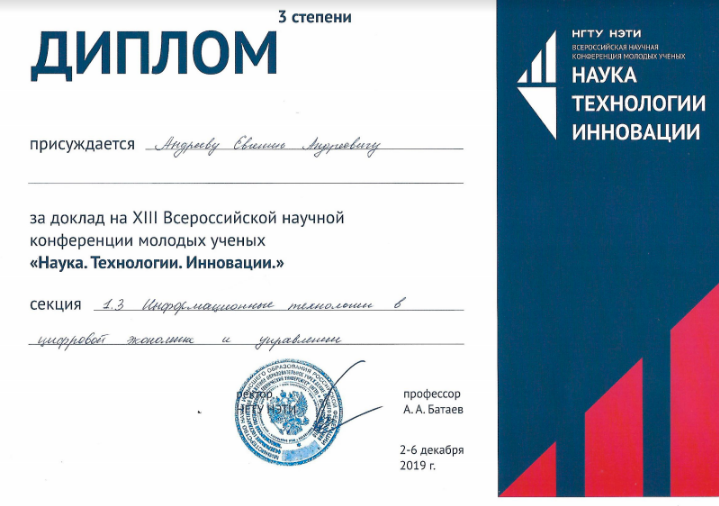 3 степени
ДИПЛОМ
присуждается Андрееву Евгению Андреевичу
за доклад на XIII Всероссийской научной
конференции молодых ученых
«Наука. Технологии. Инновации.»
секция 1.3 Информационные технологии в
цифровой экономике и управлении
ректор
НГТУ НЭТИ
профессор
А. А. Батаев
2-6 декабря
2019 г.
НГТУ НЭТИ
ВСЕРОССИЙСКАЯ НАУЧНАЯ
КОНФЕРЕНЦИЯ МОЛОДЫХ УЧЕНЫХ
НАУКА
ТЕХНОЛОГИИ
ИННОВАЦИИ